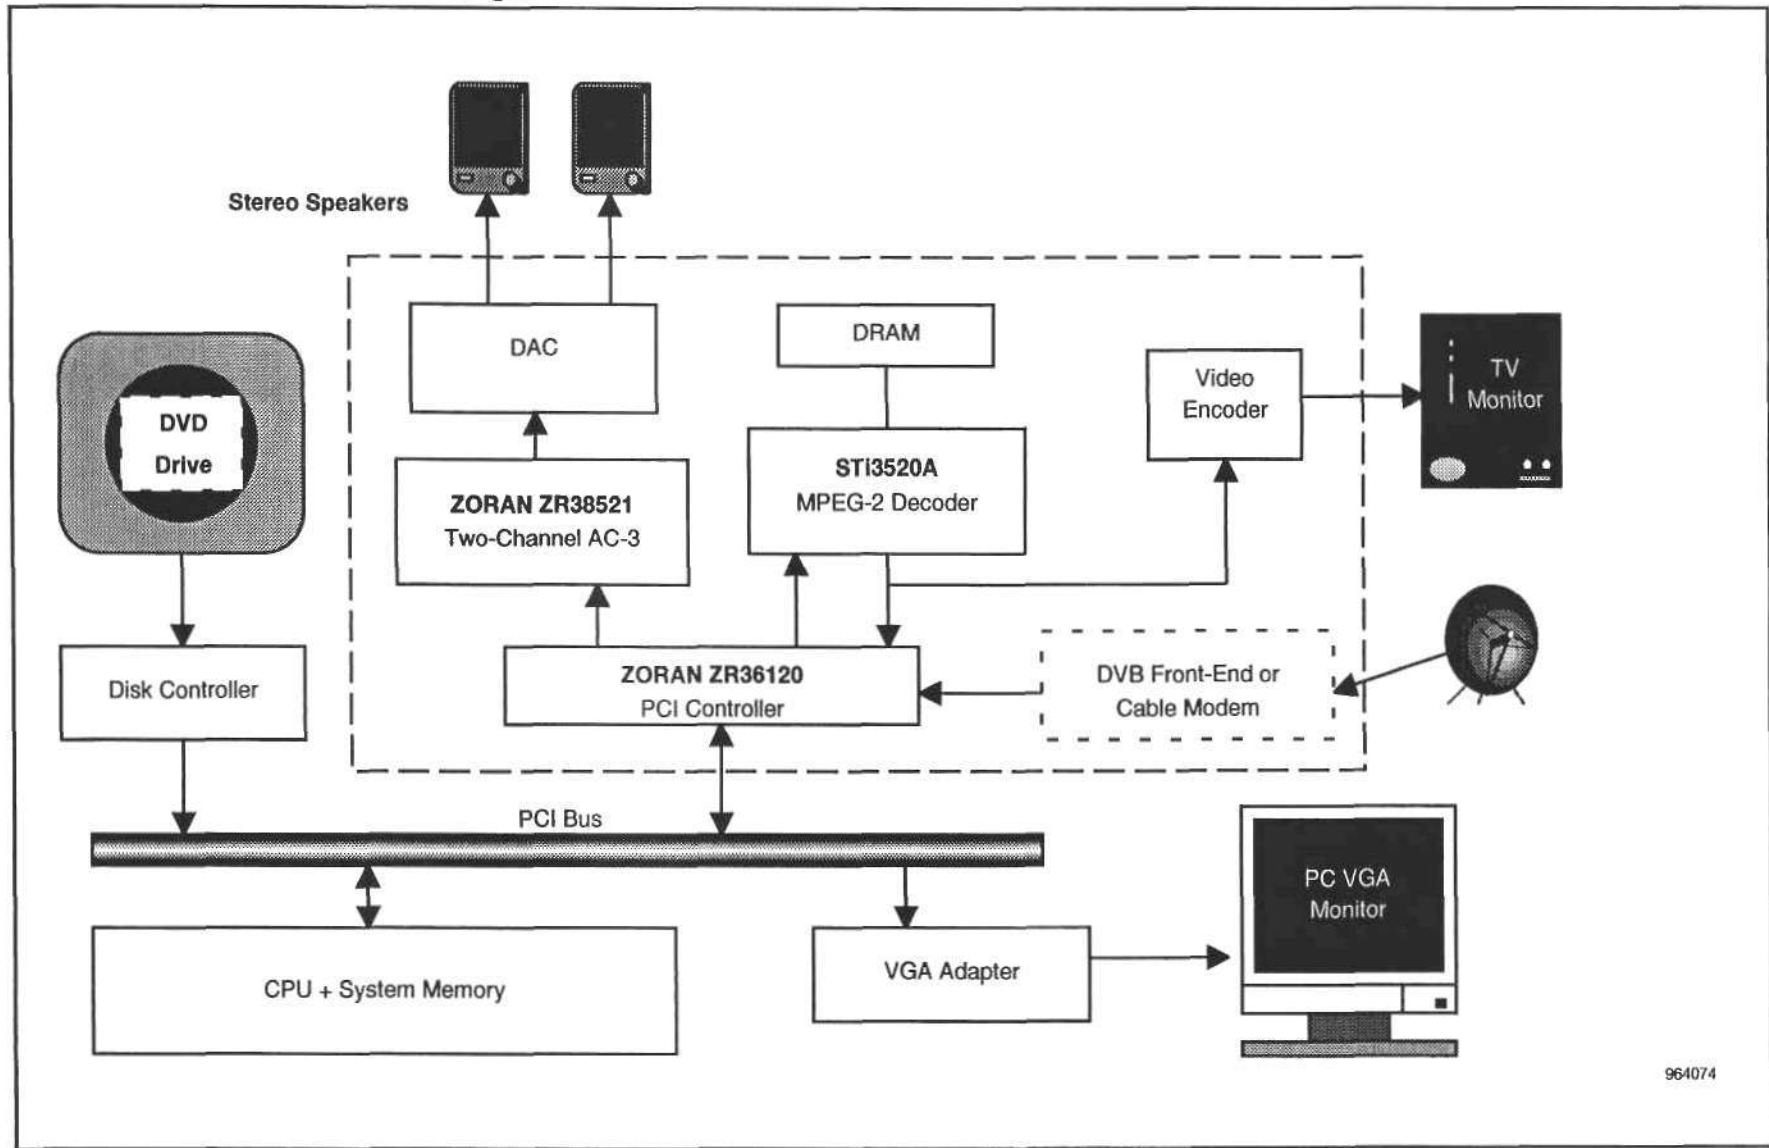 Stereo Speakers
DAC
DRAM
Video
Encoder
TV
Monitor
DVD
Drive
ZORAN ZR38521
Two-Channel AC-3
STi3520A
MPEG-2 Decoder
Disk Controller
ZORAN ZR36120
PCI Controller
DVB Front-End or
Cable Modem
PCI Bus
PC VGA
Monitor
CPU + System Memory
VGA Adapter
964074